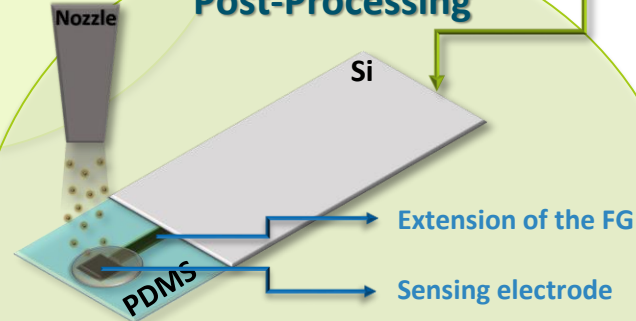 Post-Processing
Nozzle
Si
Extension of the FG
PDMS
Sensing electrode